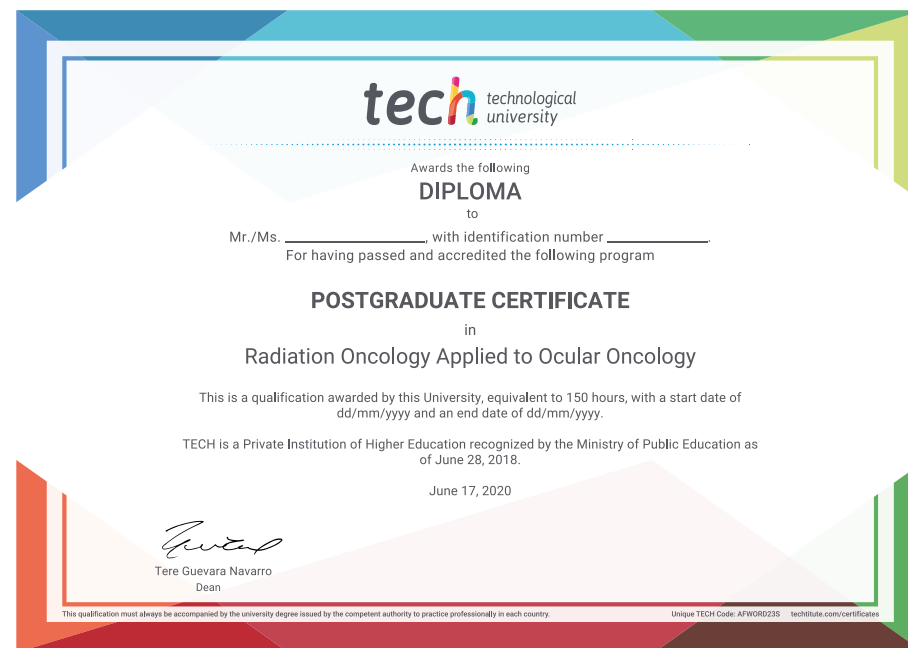 tech technological
university
Awards the following
DIPLOMA
to
Mr./Ms. ____________, with identification number ____________.
For having passed and accredited the following program
POSTGRADUATE CERTIFICATE
in
Radiation Oncology Applied to Ocular Oncology
This is a qualification awarded by this University, equivalent to 150 hours, with a start date of
dd/mm/yyyy and an end date of dd/mm/yyyy.
TECH is a Private Institution of Higher Education recognized by the Ministry of Public Education as
of June 28, 2018.
June 17, 2020
Tere Guevara Navarro
Dean
This qualification must always be accompanied by the university degree issued by the competent authority to practice professionally in each country. Unique TECH Code: AFWORD23S techtitute.com/certificates